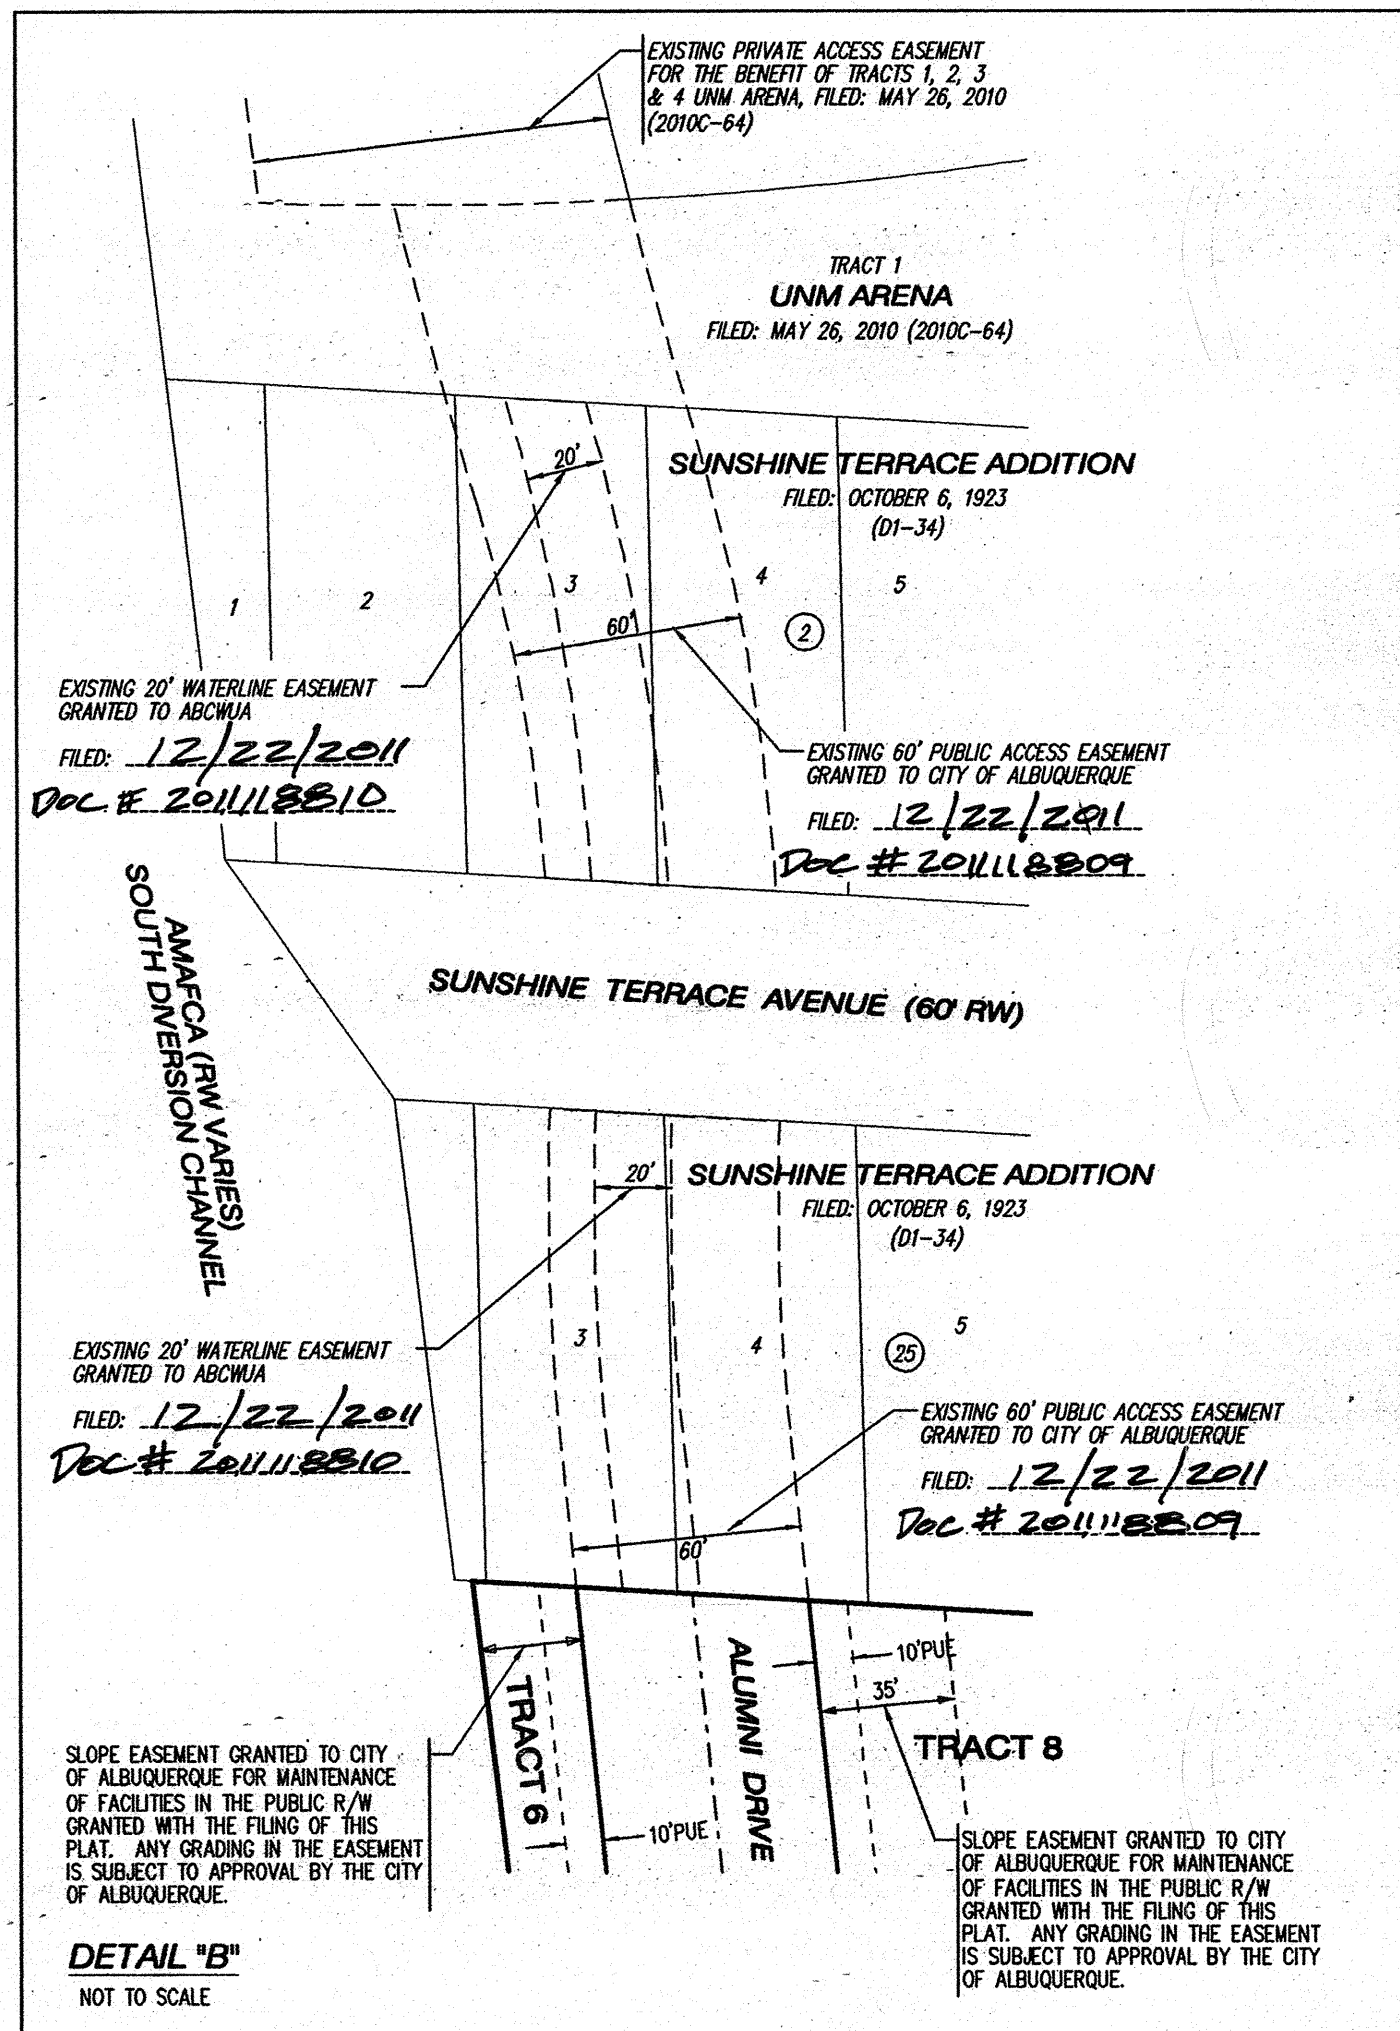 EXISTING PRIVATE ACCESS EASEMENT
FOR THE BENEFIT OF TRACTS 1, 2, 3
& 4 UNM ARENA, FILED: MAY 26, 2010
(2010C-64)
TRACT 1
UNM ARENA
FILED: MAY 26, 2010 (2010C-64)
20'
SUNSHINE TERRACE ADDITION
FILED: OCTOBER 6, 1923
(D1-34)
1
2
3
4
5
2
60'
EXISTING 20' WATERLINE EASEMENT
GRANTED TO ABCWUA
FILED: 12/22/2011
DOC # 2011118810
EXISTING 60' PUBLIC ACCESS EASEMENT
GRANTED TO CITY OF ALBUQUERQUE
FILED: 12/22/2011
DOC # 2011118809
AMAFCA (RW VARIES)
SOUTH DIVERSION CHANNEL
SUNSHINE TERRACE AVENUE (60' RW)
20'
SUNSHINE TERRACE ADDITION
FILED: OCTOBER 6, 1923
(D1-34)
3
4
25
5
EXISTING 20' WATERLINE EASEMENT
GRANTED TO ABCWUA
FILED: 12/22/2011
DOC # 2011118810
EXISTING 60' PUBLIC ACCESS EASEMENT
GRANTED TO CITY OF ALBUQUERQUE
FILED: 12/22/2011
DOC # 2011118809
60'
TRACT 6
ALUMNI DRIVE
10'PUE
35'
TRACT 8
10'PUE
SLOPE EASEMENT GRANTED TO CITY
OF ALBUQUERQUE FOR MAINTENANCE
OF FACILITIES IN THE PUBLIC R/W
GRANTED WITH THE FILING OF THIS
PLAT. ANY GRADING IN THE EASEMENT
IS SUBJECT TO APPROVAL BY THE CITY
OF ALBUQUERQUE.
SLOPE EASEMENT GRANTED TO CITY
OF ALBUQUERQUE FOR MAINTENANCE
OF FACILITIES IN THE PUBLIC R/W
GRANTED WITH THE FILING OF THIS
PLAT. ANY GRADING IN THE EASEMENT
IS SUBJECT TO APPROVAL BY THE CITY
OF ALBUQUERQUE.
DETAIL "B"
NOT TO SCALE